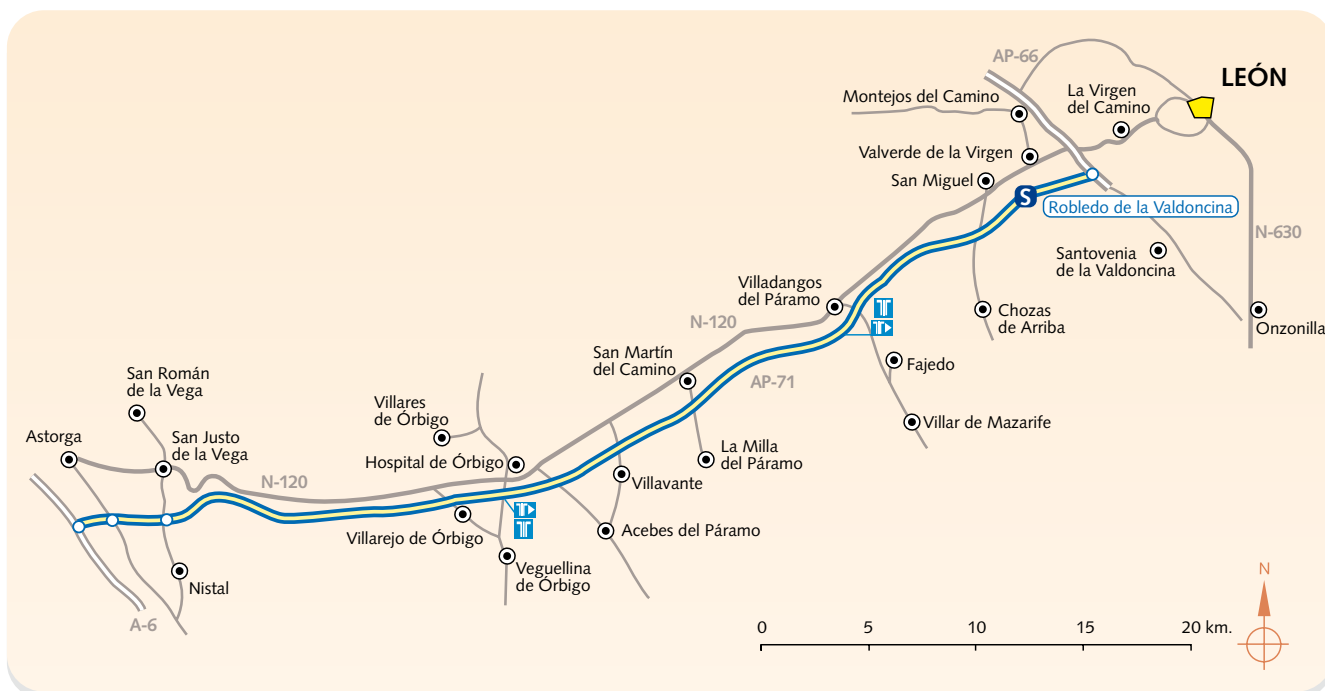 AP-66
LEÓN
La Virgen
del Camino
Montejos del Camino
Valverde de la Virgen
San Miguel
S
Robledo de la Valdoncina
N-630
Santovenia
de la Valdoncina
Villadangos
del Páramo
Chozas
de Arriba
Onzonilla
N-120
T
T
San Martín
del Camino
Fajedo
AP-71
San Román
de la Vega
Villares
de Órbigo
Villar de Mazarife
Astorga
San Justo
de la Vega
La Milla
del Páramo
Hospital de Órbigo
N-120
Villavante
T
T
Villarejo de Órbigo
Acebes del Páramo
Veguellina
de Órbigo
Nistal
A-6
N
0 5 10 15 20 km.